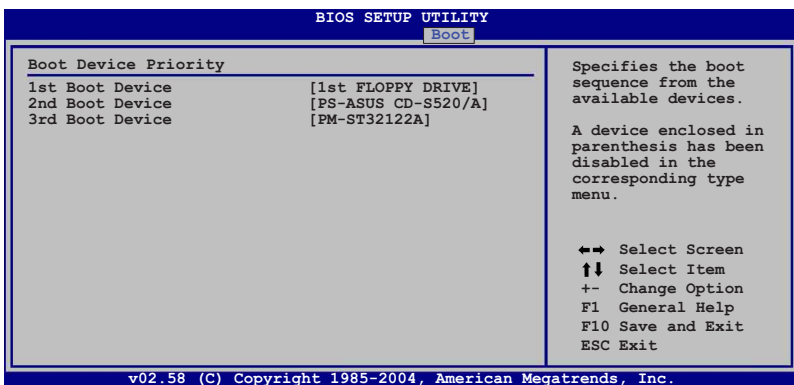 BIOS SETUP UTILITY
Boot
Boot Device Priority
1st Boot Device [1st FLOPPY DRIVE]
2nd Boot Device [PS-ASUS CD-S520/A]
3rd Boot Device [PM-ST32122A]
Specifies the boot
sequence from the
available devices.
A device enclosed in
parenthesis has been
disabled in the
corresponding type
menu.
←→ Select Screen
↑↓ Select Item
+- Change Option
F1 General Help
F10 Save and Exit
ESC Exit
v02.58 (C) Copyright 1985-2004, American Megatrends, Inc.